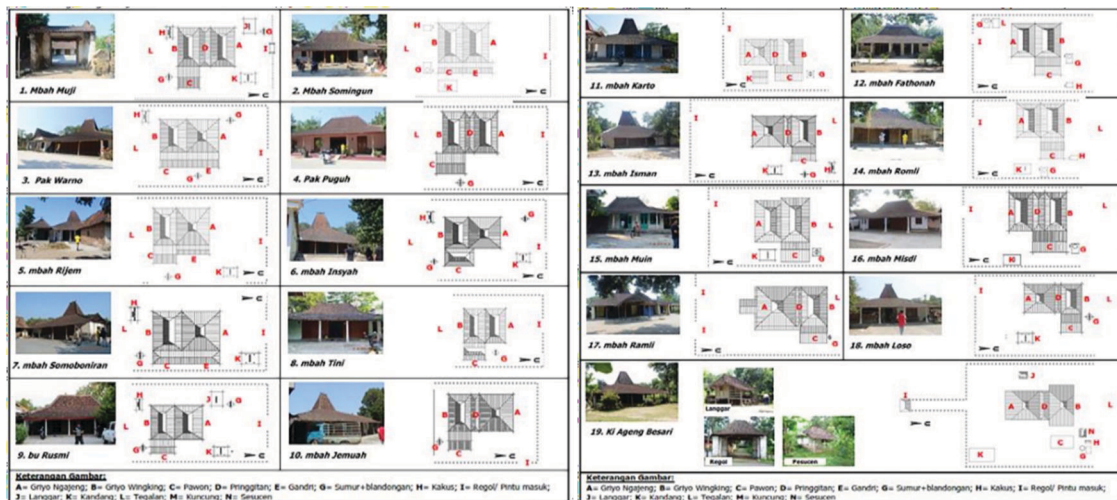 1. Mbah Muji
2. Mbah Somingun
3. Pak Warno
4. Pak Puguh
5. mbah Rijem
6. mbah Insyah
7. mbah Somoboniran
8. mbah Tini
9. bu Rusmi
10. mbah Jemuah
Keterangan Gambar:
A= Griyo Ngajeng; B= Griyo Wingking; C= Pawon; D= Pringgitan; E= Gandri; G= Sumur+blandongan; H= Kakus; I= Regol/ Pintu masuk;
J= Langgar; K= Kandang; L= Tegalan; M= Kuncung; N= Sesucen
11. mbah Karto
12. mbah Fathonah
13. mbah Isman
14. mbah Romli
15. mbah Muin
16. mbah Misdi
17. mbah Ramli
18. mbah Loso
19. Ki Ageng Besari
Langgar
Regol
Pesucen
Keterangan Gambar:
A= Griyo Ngajeng; B= Griyo Wingking; C= Pawon; D= Pringgitan; E= Gandri; G= Sumur+blandongan; H= Kakus; I= Regol/ Pintu masuk;
J= Langgar; K= Kandang; L= Tegalan; M= Kuncung; N= Sesucen